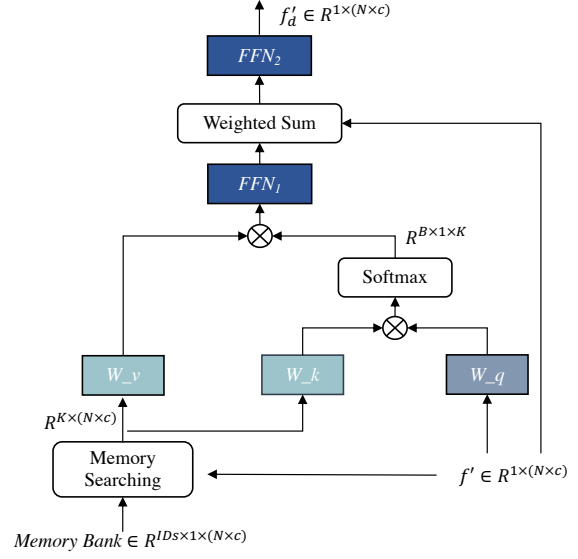 f'_d ∈ R^{1×(N×c)}
FFN_2
Weighted Sum
FFN_1
R^{B×1×K}
Softmax
W_v
W_k
W_q
R^{K×(N×c)}
Memory
Searching
f' ∈ R^{1×(N×c)}
Memory Bank ∈ R^{IDs×1×(N×c)}